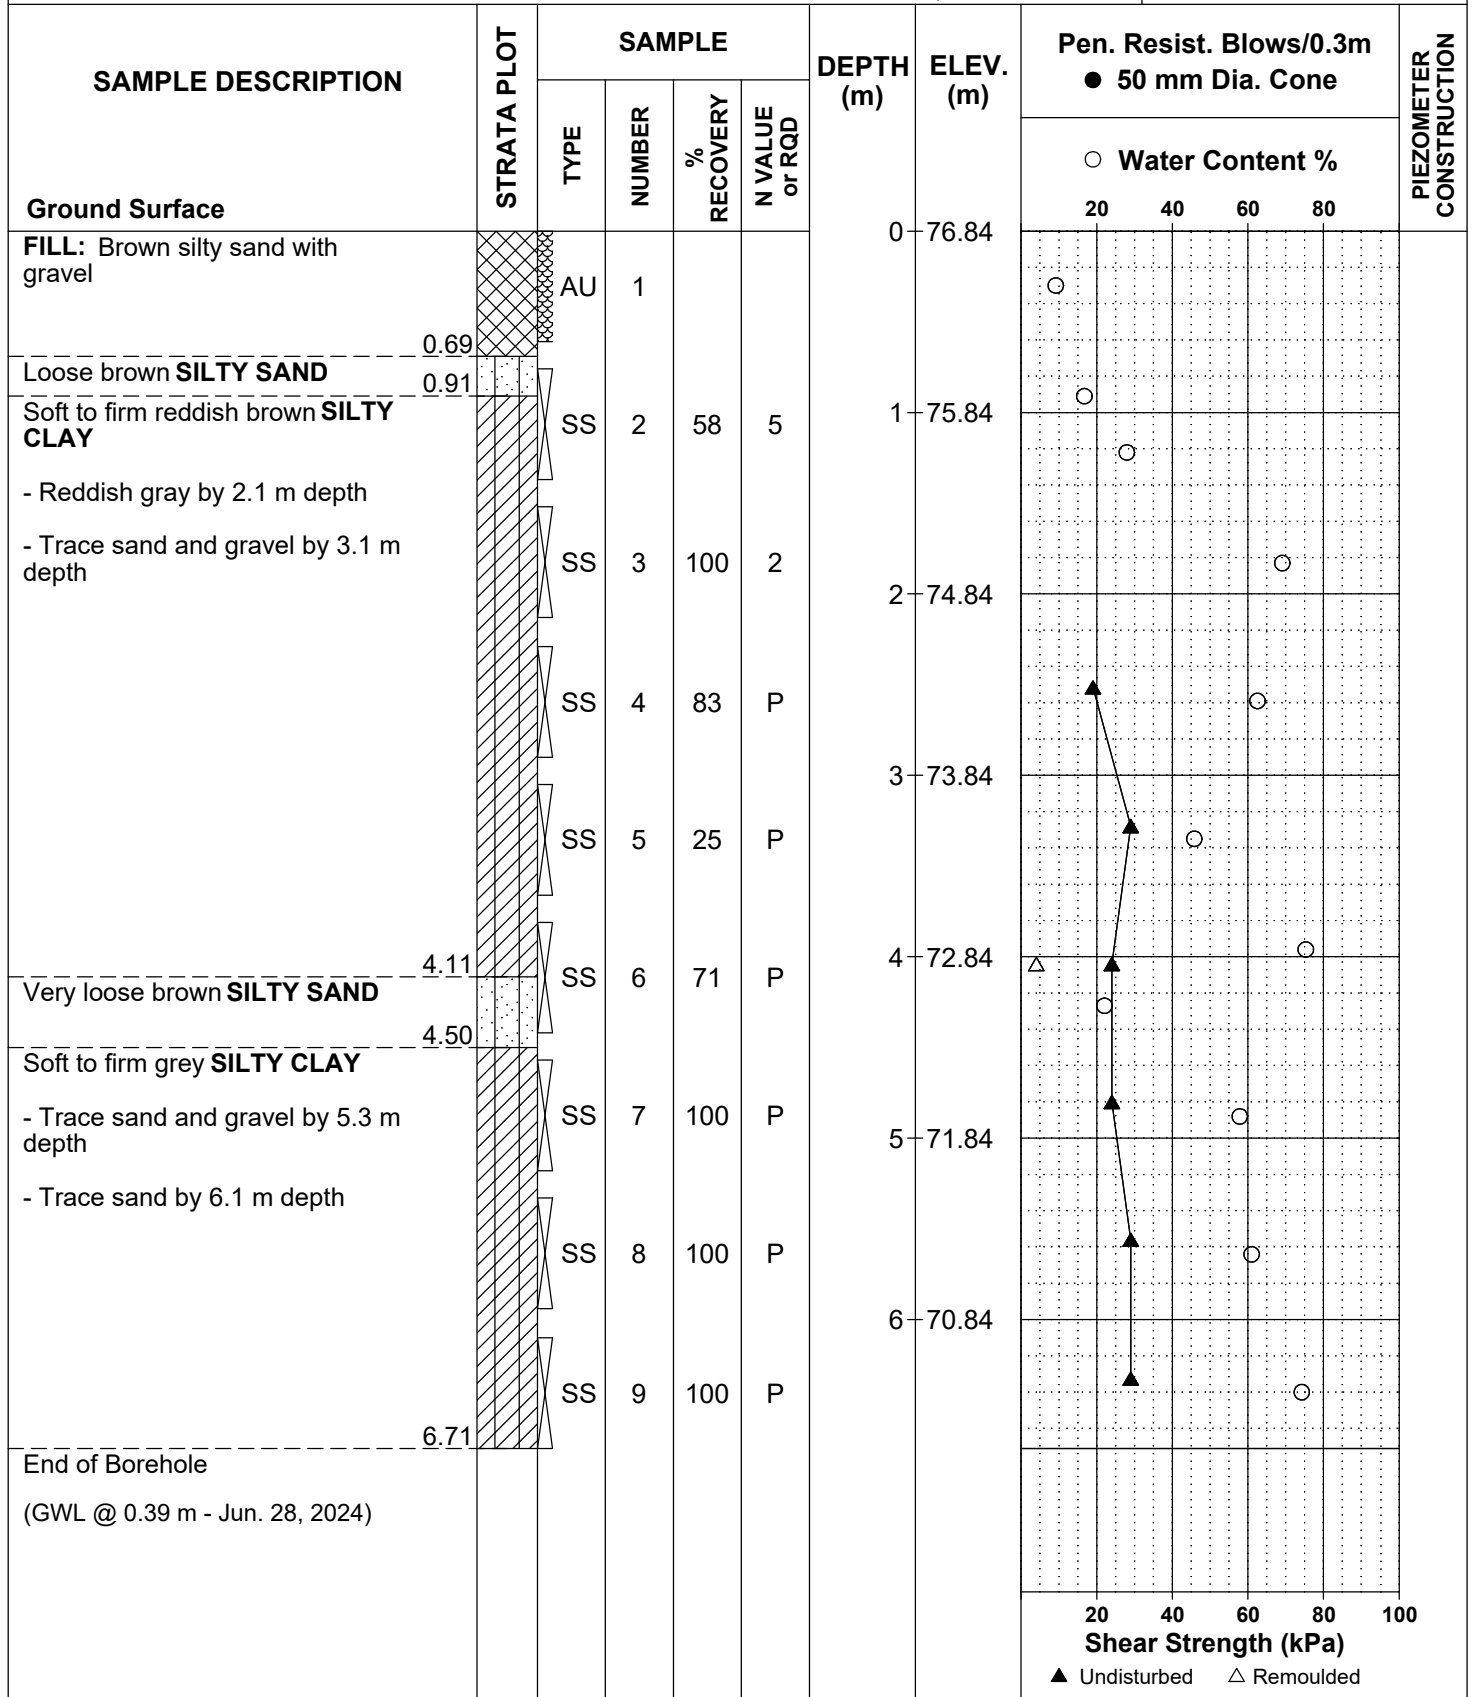 SAMPLE DESCRIPTION
STRATA PLOT
SAMPLE
TYPE
NUMBER
%
RECOVERY
N VALUE
or RQD
DEPTH
(m)
ELEV.
(m)
Pen. Resist. Blows/0.3m
● 50 mm Dia. Cone
○ Water Content %
20 40 60 80
PIEZOMETER
CONSTRUCTION
Ground Surface
0 76.84
FILL: Brown silty sand with
gravel
AU 1
0.69
Loose brown SILTY SAND
0.91
Soft to firm reddish brown SILTY
CLAY
1 75.84
SS 2 58 5
- Reddish gray by 2.1 m depth
- Trace sand and gravel by 3.1 m
depth
SS 3 100 2
2 74.84
SS 4 83 P
3 73.84
SS 5 25 P
4 72.84
4.11
SS 6 71 P
Very loose brown SILTY SAND
4.50
Soft to firm grey SILTY CLAY
- Trace sand and gravel by 5.3 m
depth
SS 7 100 P
5 71.84
- Trace sand by 6.1 m depth
SS 8 100 P
6 70.84
SS 9 100 P
6.71
End of Borehole
(GWL @ 0.39 m - Jun. 28, 2024)
20 40 60 80 100
Shear Strength (kPa)
▲ Undisturbed △ Remoulded